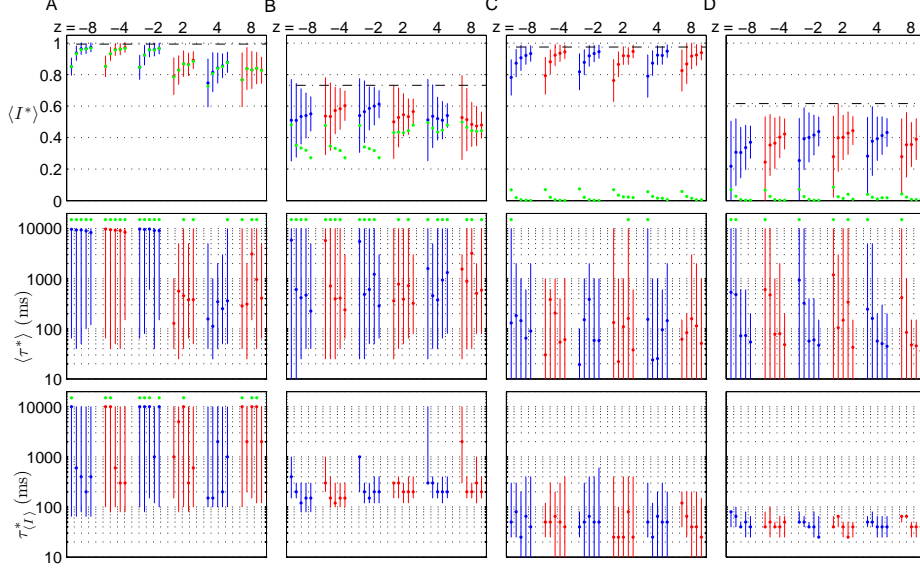 A B C D
z = −8 −4 −2 2 4 8 z = −8 −4 −2 2 4 8 z = −8 −4 −2 2 4 8 z = −8 −4 −2 2 4 8
1
0.8
⟨I*⟩ 0.6
0.4
0.2
0
10000
1000
⟨τ*⟩ (ms)
100
10
10000
1000
τ*⟨I⟩ (ms)
100
10